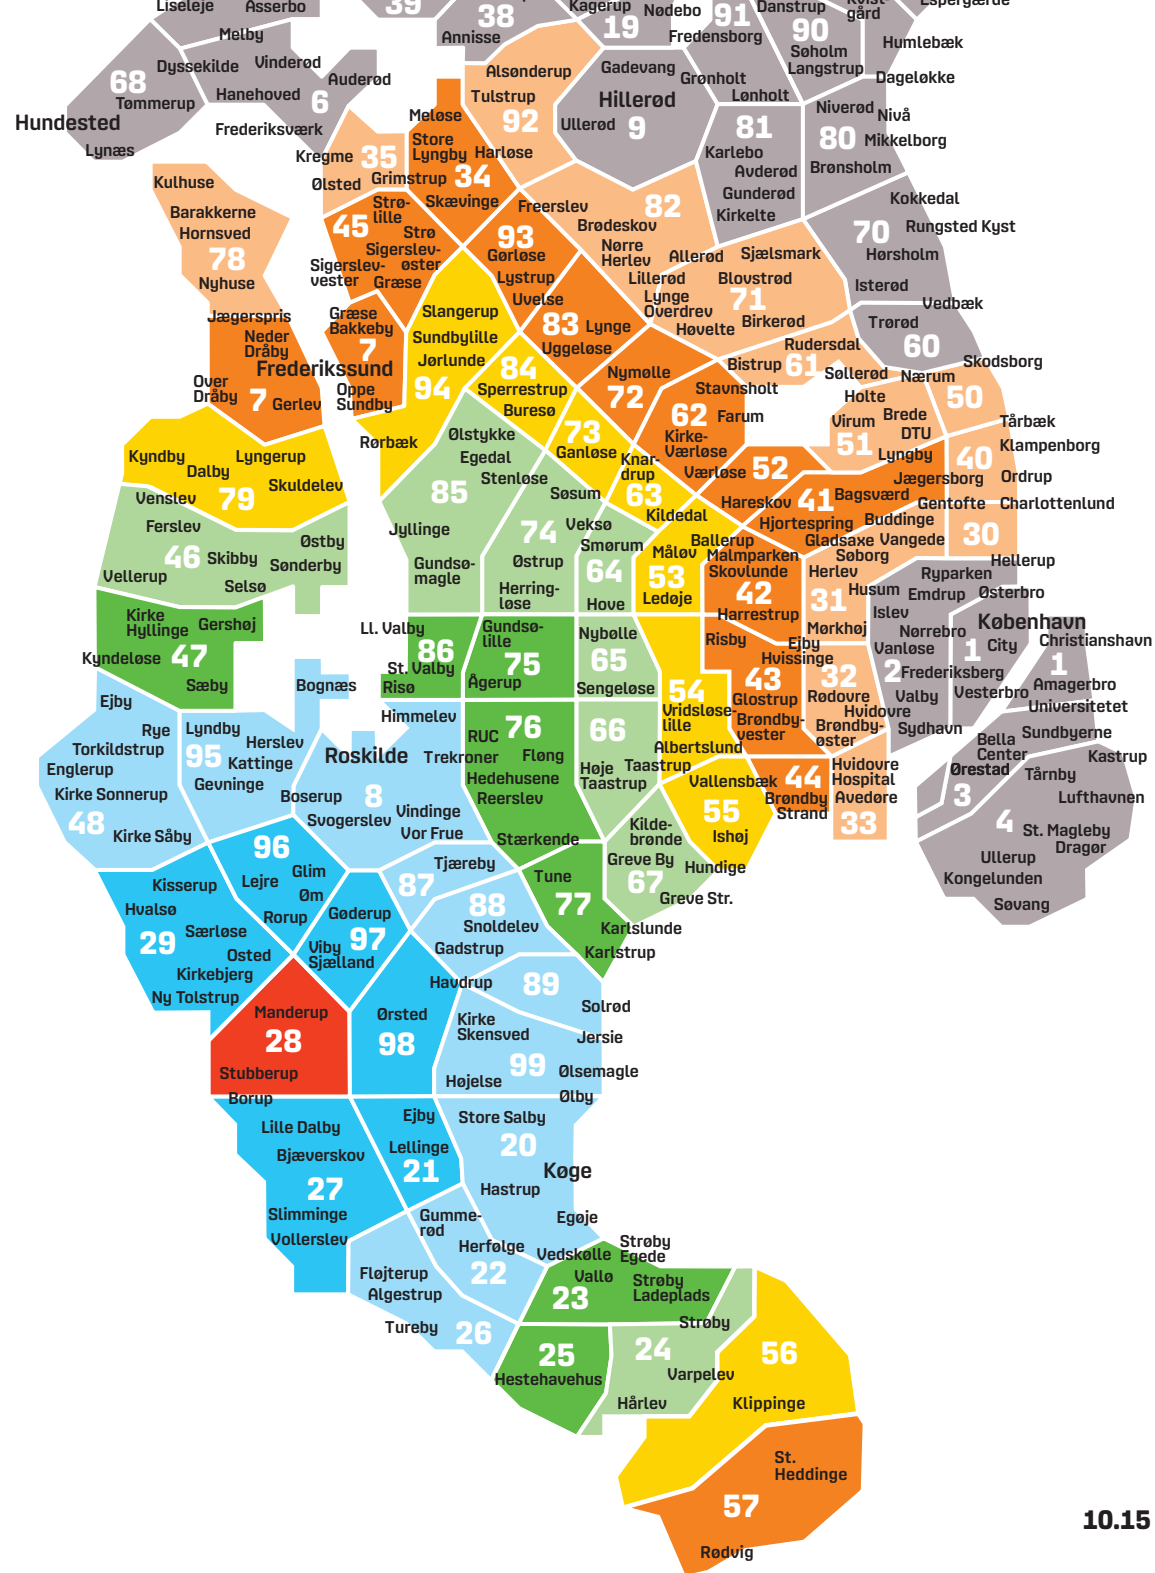 Liseleje
Asserbo
39
38
Kagerup
Nødebo
19
91
Danstrup
Kvist-
gård
Espergærde
90
Melby
Annisse
Fredensborg
Søholm
Langstrup
Humlebæk
Dyssekilde
Vinderød
Auderød
68
Tømmerup
Hanehoved
6
Hundested
Frederiksværk
Lynæs
Alsønderup
Tulstrup
92
Harløse
Gadevang
Grønholt
Hillerød
Ullerød
9
Lønholt
Dageløkke
Niverød
Nivå
80
Mikkelborg
Brønsholm
81
Karlebo
Avderød
Gunderød
Kirkelte
Meløse
Store
Lyngby
34
Skævinge
Kregme
35
Ølsted
Grimstrup
Kulhuse
Barakkerne
Hornsved
78
Nyhuse
Strø-
lille
45
Strø
Sigerslev-
øster
Sigerslev-
vester
Græse
Freerslev
82
Brødeskov
93
Gørløse
Nørre
Herlev
Allerød
Sjælsmark
Kokkedal
70
Rungsted Kyst
Hørsholm
Lystrup
Uvelse
Lillerød
Blovstrød
71
Lynge
Overdrev
Birkerød
Høvelte
Isterød
Vedbæk
Trørød
60
Jægerspris
Neder
Dråby
Græse
Bakkeby
7
Frederikssund
Over
Dråby
7
Gerlev
Oppe
Sundby
Slangerup
Sundbylille
Jørlunde
94
Rørbæk
83
Lynge
Uggeløse
84
Sperrestrup
Buresø
Nymølle
72
Rudersdal
Bistrup
61
Søllerød
Nærum
Skodsborg
50
Stavnsholt
62
Farum
Kirke-
Værløse
Værløse
Holte
Virum
Brede
DTU
51
Lyngby
Tårbæk
Klampenborg
40
Jægersborg
Ordrup
Ølstykke
Egedal
Stenløse
85
Jyllinge
Gundsø-
magle
73
Ganløse
Knar-
drup
63
Kildedal
52
Hareskov
41
Bagsværd
Hjortespring
Gentofte
Charlottenlund
Buddinge
Gladsaxe
Vangede
Søborg
30
Hellerup
Kyndby
Lyngerup
Dalby
79
Skuldelev
Venslev
Ferslev
46
Skibby
Østby
Sønderby
Vellerup
Selsø
Søsum
74
Veksø
Østrup
Herring-
løse
Smørum
64
Hove
Måløv
53
Ledøje
Ballerup
Malmparken
Skovlunde
42
Harrestrup
Herlev
31
Mørkhøj
Husum
Islev
Ryparken
Emdrup
Østerbro
København
Nørrebro
1
City
Christianshavn
1
Vanløse
2
Frederiksberg
Amagerbro
Vesterbro
Universitetet
Valby
Sydhavn
Kirke
Hyllinge
Gershøj
Kyndeløse
47
Sæby
Ll. Valby
86
St. Valby
Risø
Gundsø-
lille
75
Ågerup
Nybølle
65
Sengeløse
Risby
Ejby
Hvissinge
43
Glostrup
Brøndby-
vester
32
Rødovre
Hvidovre
Brøndby-
øster
54
Vridsløse-
lille
Albertslund
Ejby
Bognæs
Himmelev
Rye
Torkildstrup
Englerup
Kirke Sonnerup
48
Kirke Såby
Lyndby
95
Herslev
Kattinge
Gevninge
Roskilde
Trekroner
Boserup
8
Svogerslev
Vindinge
Vor Frue
RUC
76
Fløng
Hedehusene
Reerslev
Stærkende
66
Høje
Taastrup
Taastrup
Vallensbæk
55
Ishøj
44
Brøndby
Strand
Hvidovre
Hospital
Avedøre
33
Bella
Center
Sundbyerne
Ørestad
3
Tårnby
Kastrup
Lufthavnen
4
St. Magleby
Dragør
Ullerup
Kongelunden
Søvang
Kilde-
brønde
Greve By
67
Hundige
Greve Str.
96
Lejre
Glim
Øm
Rorup
Kisserup
Hvalsø
Særløse
29
Osted
Kirkebjerg
Ny Tolstrup
Gøderup
Viby
Sjælland
97
Tjæreby
87
88
Snoldelev
Gadstrup
Tune
77
Karlslunde
Karlstrup
Havdrup
89
Solrød
Jersie
Manderup
28
Stubberup
Ørsted
98
Kirke
Skensved
99
Højelse
Ølsemagle
Ølby
Borup
Lille Dalby
Bjæverskov
27
Slimminge
Vollerslev
Ejby
Lellinge
21
Store Salby
20
Køge
Hastrup
Egøje
Gumme-
rød
Herfølge
22
Fløjterup
Algestrup
Tureby
26
Vedskølle
Strøby
Egede
Vallø
23
Strøby
Ladeplads
Strøby
25
Hestehavehus
24
Varpelev
Hårlev
56
Klippinge
St.
Heddinge
57
Rødvig
10.15